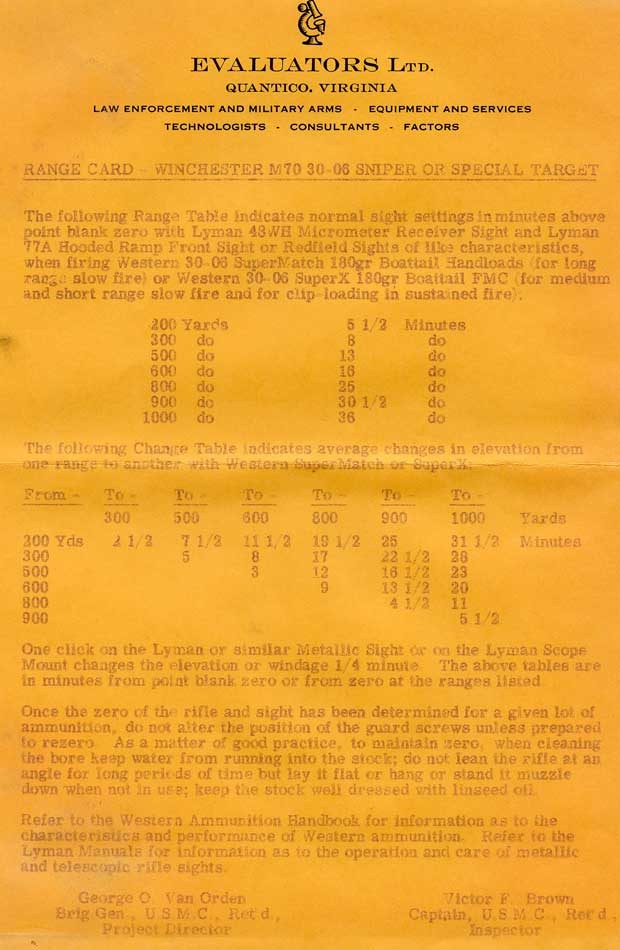 EVALUATORS LTD.
QUANTICO, VIRGINIA
LAW ENFORCEMENT AND MILITARY ARMS - EQUIPMENT AND SERVICES
TECHNOLOGISTS - CONSULTANTS - FACTORS
RANGE CARD - WINCHESTER M70 30-06 SNIPER OR SPECIAL TARGET
The following Range Table indicates normal sight settings in minutes above
point blank zero with Lyman 48WH Micrometer Receiver Sight and Lyman
77A Hooded Ramp Front Sight or Redfield Sights of like characteristics,
when firing Western 30-06 SuperMatch 180gr Boattail Handloads (for long
range slow fire) or Western 30-06 SuperX 180gr Boattail FMC (for medium
and short range slow fire and for clip-loading in sustained fire):
200 Yards 5 1/2 Minutes
300 do 8 do
500 do 13 do
600 do 16 do
800 do 25 do
900 do 30 1/2 do
1000 do 36 do
The following Change Table indicates average changes in elevation from
one range to another with Western SuperMatch or SuperX:
From - To - To - To - To - To - To -
300 500 600 800 900 1000 Yards
200 Yds 2 1/2 7 1/2 11 1/2 19 1/2 25 31 1/2 Minutes
300 5 8 17 22 1/2 28
500 3 12 16 1/2 23
600 9 13 1/2 20
800 4 1/2 11
900 5 1/2
One click on the Lyman or similar Metallic Sight or on the Lyman Scope
Mount changes the elevation or windage 1/4 minute. The above tables are
in minutes from point blank zero or from zero at the ranges listed.
Once the zero of the rifle and sight has been determined for a given lot of
ammunition, do not alter the position of the guard screws unless prepared
to rezero. As a matter of good practice, to maintain zero, when cleaning
the bore keep water from running into the stock; do not lean the rifle at an
angle for long periods of time but lay it flat or hang or stand it muzzle
down when not in use; keep the stock well dressed with linseed oil.
Refer to the Western Ammunition Handbook for information as to the
characteristics and performance of Western ammunition. Refer to the
Lyman Manuals for information as to the operation and care of metallic
and telescopic rifle sights.
George O. Van Orden Victor F. Brown
Brig Gen., U.S.M.C., Ret'd., Captain, U.S.M.C., Ret'd.,
Project Director Inspector